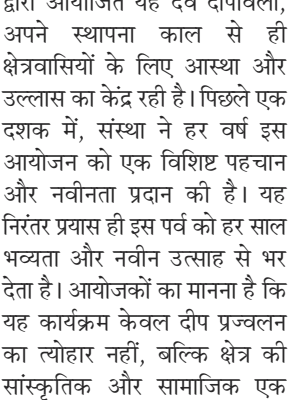 द्वारा आयोजित यह देव दीपावली,
अपने स्थापना काल से ही
क्षेत्रवासियों के लिए आस्था और
उल्लास का केंद्र रही है। पिछले एक
दशक में, संस्था ने हर वर्ष इस
आयोजन को एक विशिष्ट पहचान
और नवीनता प्रदान की है। यह
निरंतर प्रयास ही इस पर्व को हर साल
भव्यता और नवीन उत्साह से भर
देता है। आयोजकों का मानना है कि
यह कार्यक्रम केवल दीप प्रज्वलन
का त्योहार नहीं, बल्कि क्षेत्र की
सांस्कृतिक और सामाजिक एक